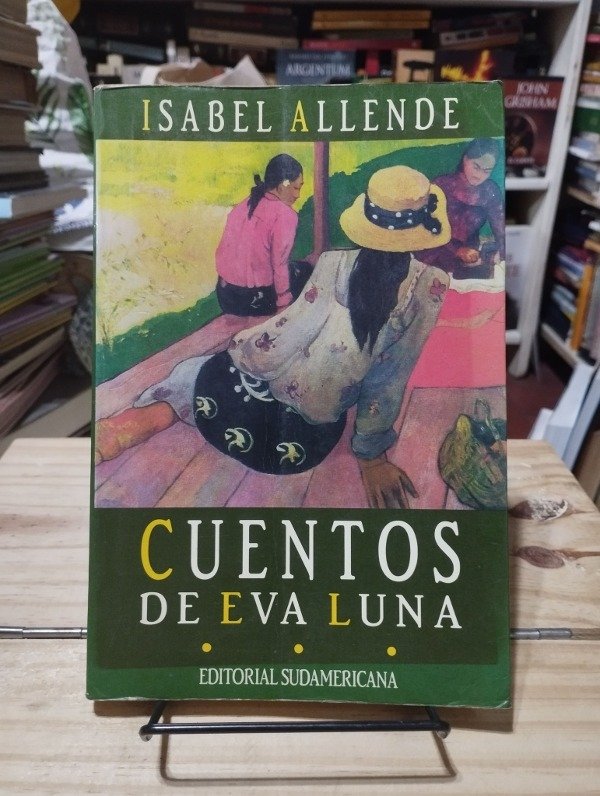 ISABEL ALLENDE
CUENTOS
DE EVA LUNA
EDITORIAL SUDAMERICANA
ARGENTUM
JOHN
GRISHAM